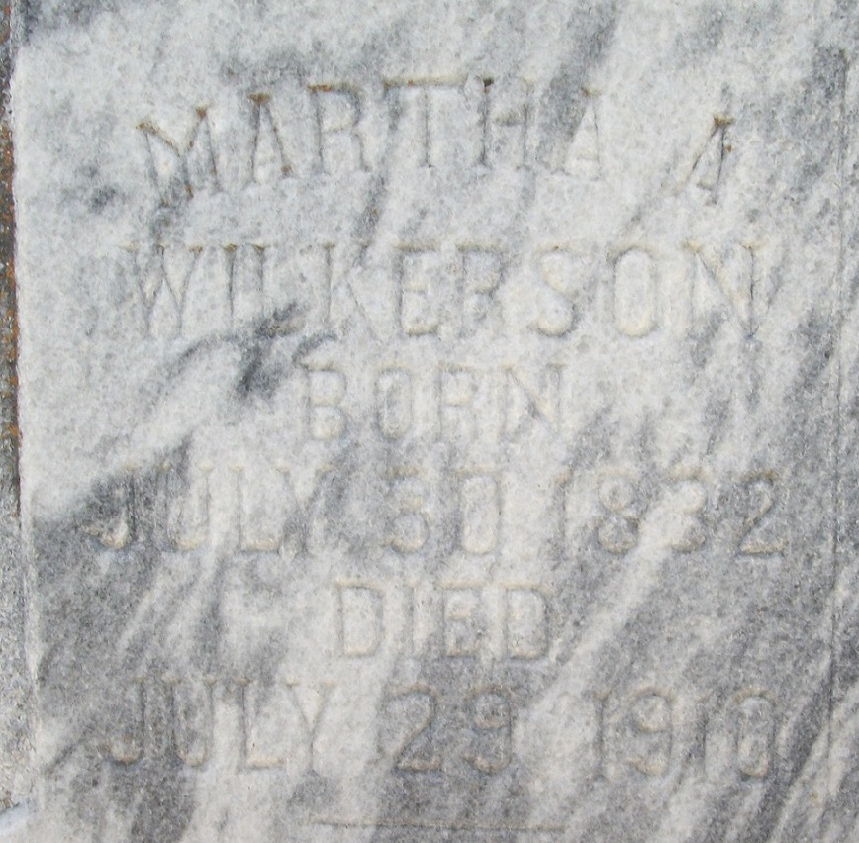 MARTHA A
WILKERSON
BORN
JULY 30 1832
DIED
JULY 29 1910